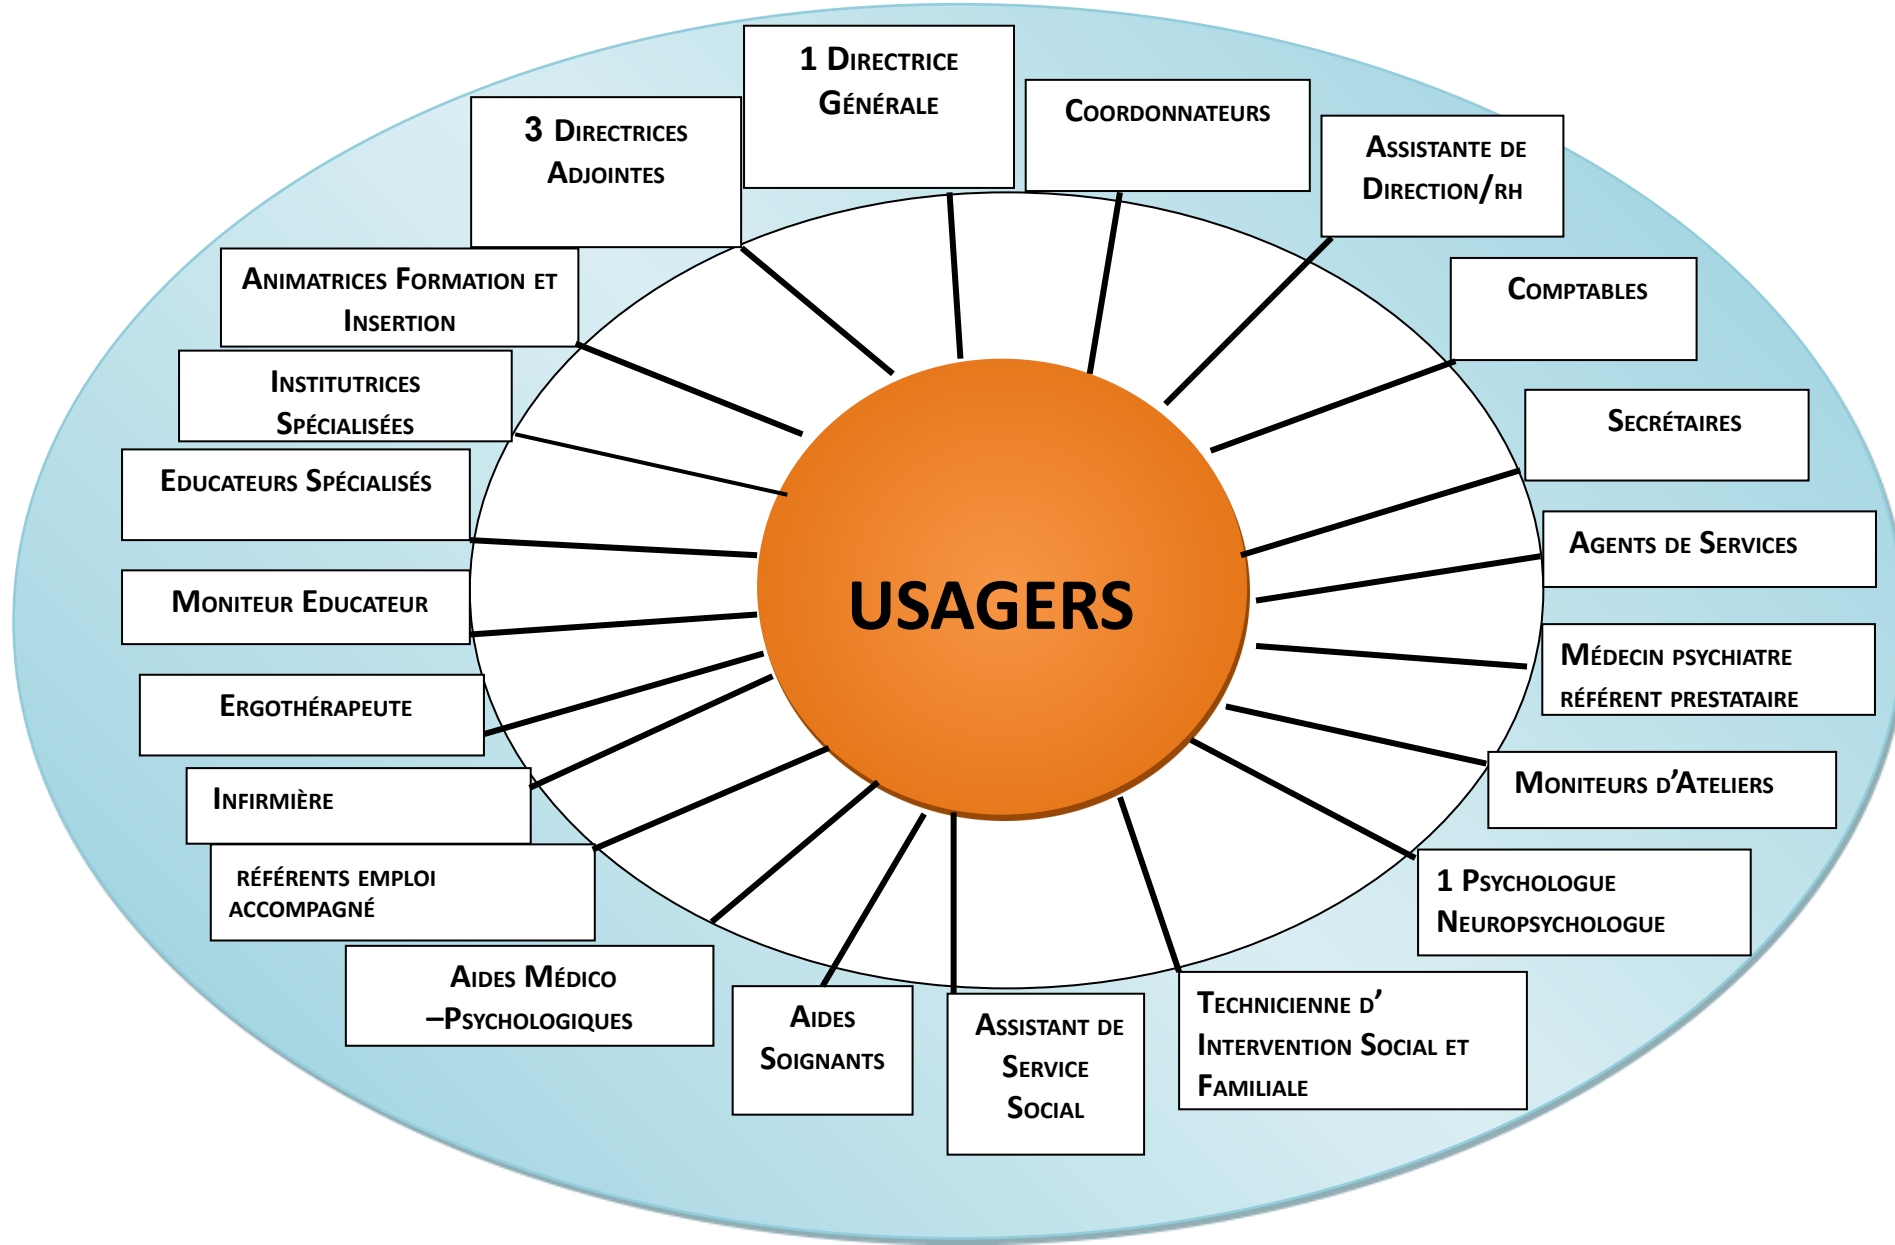 1 Directrice
Générale
Coordonnateurs
Assistante de
Direction/rh
Comptables
Secrétaires
Agents de Services
Médecin psychiatre
référent prestataire
Moniteurs d’Ateliers
1 Psychologue
Neuropsychologue
Technicienne d’
Intervention Social et
Familiale
Assistant de
Service
Social
Aides
Soignants
Aides Médico
–Psychologiques
référents emploi
accompagné
Infirmière
Ergothérapeute
Moniteur Educateur
Educateurs Spécialisés
Institutrices
Spécialisées
Animatrices Formation et
Insertion
3 Directrices
Adjointes
USAGERS